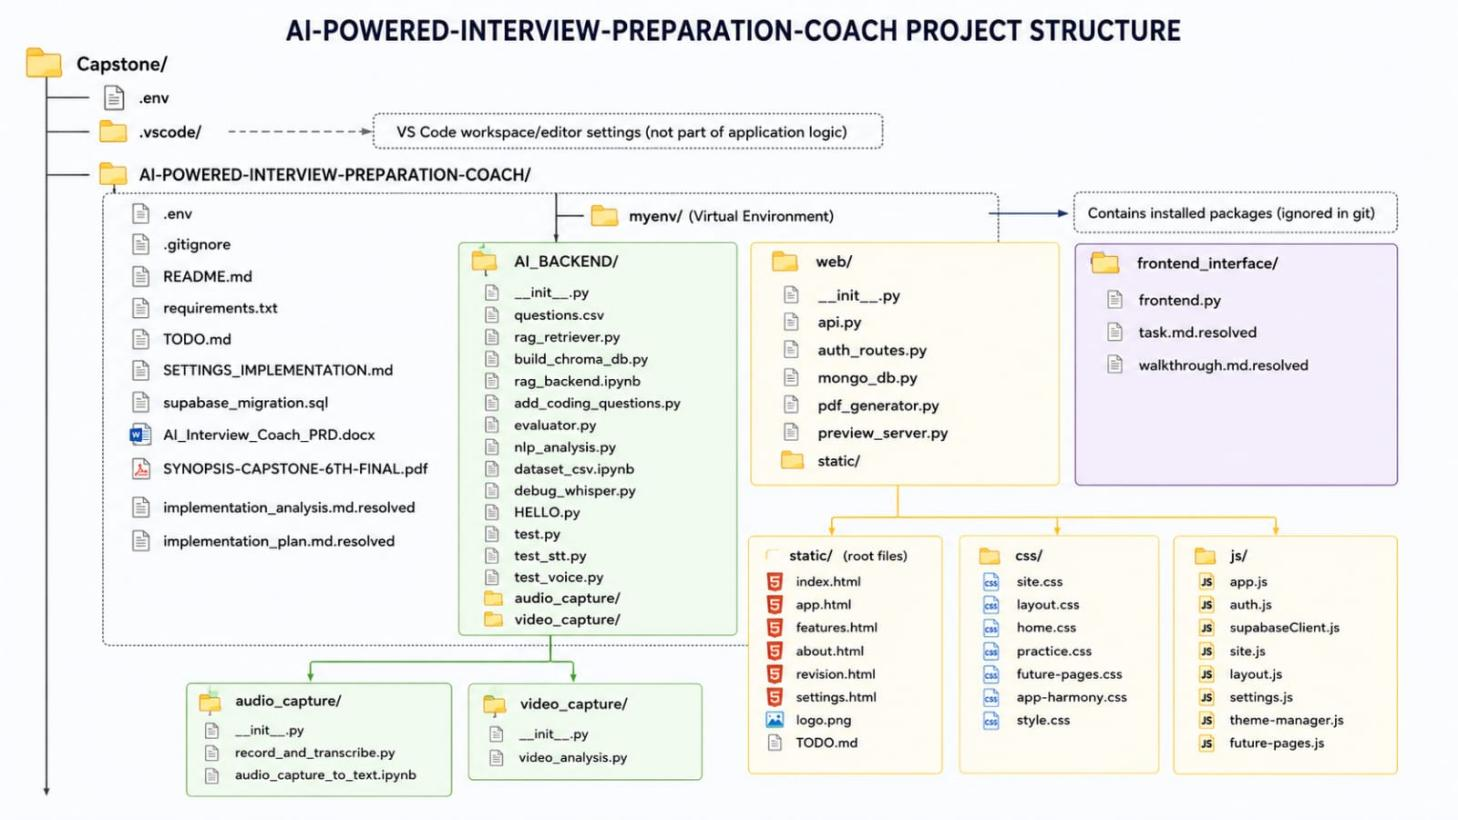 AI-POWERED-INTERVIEW-PREPARATION-COACH PROJECT STRUCTURE
Capstone/
.env
.vscode/
VS Code workspace/editor settings (not part of application logic)
AI-POWERED-INTERVIEW-PREPARATION-COACH/
.env
.gitignore
README.md
requirements.txt
TODO.md
SETTINGS_IMPLEMENTATION.md
supabase_migration.sql
AI_Interview_Coach_PRD.docx
SYNOPSIS-CAPSTONE-6TH-FINAL.pdf
implementation_analysis.md.resolved
implementation_plan.md.resolved
myenv/ (Virtual Environment)
Contains installed packages (ignored in git)
AI_BACKEND/
__init__.py
questions.csv
rag_retriever.py
build_chroma_db.py
rag_backend.ipynb
add_coding_questions.py
evaluator.py
nlp_analysis.py
dataset_csv.ipynb
debug_whisper.py
HELLO.py
test.py
test_stt.py
test_voice.py
audio_capture/
video_capture/
web/
__init__.py
api.py
auth_routes.py
mongo_db.py
pdf_generator.py
preview_server.py
static/
frontend_interface/
frontend.py
task.md.resolved
walkthrough.md.resolved
audio_capture/
__init__.py
record_and_transcribe.py
audio_capture_to_text.ipynb
video_capture/
__init__.py
video_analysis.py
static/ (root files)
index.html
app.html
features.html
about.html
revision.html
settings.html
logo.png
TODO.md
css/
site.css
layout.css
home.css
practice.css
future-pages.css
app-harmony.css
style.css
js/
app.js
auth.js
supabaseClient.js
site.js
layout.js
settings.js
theme-manager.js
future-pages.js